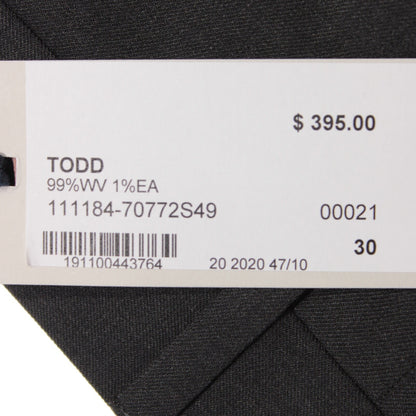 $ 395.00
TODD
99%WV 1%EA
111184-70772S49 00021
30
191100443764 20 2020 47/10